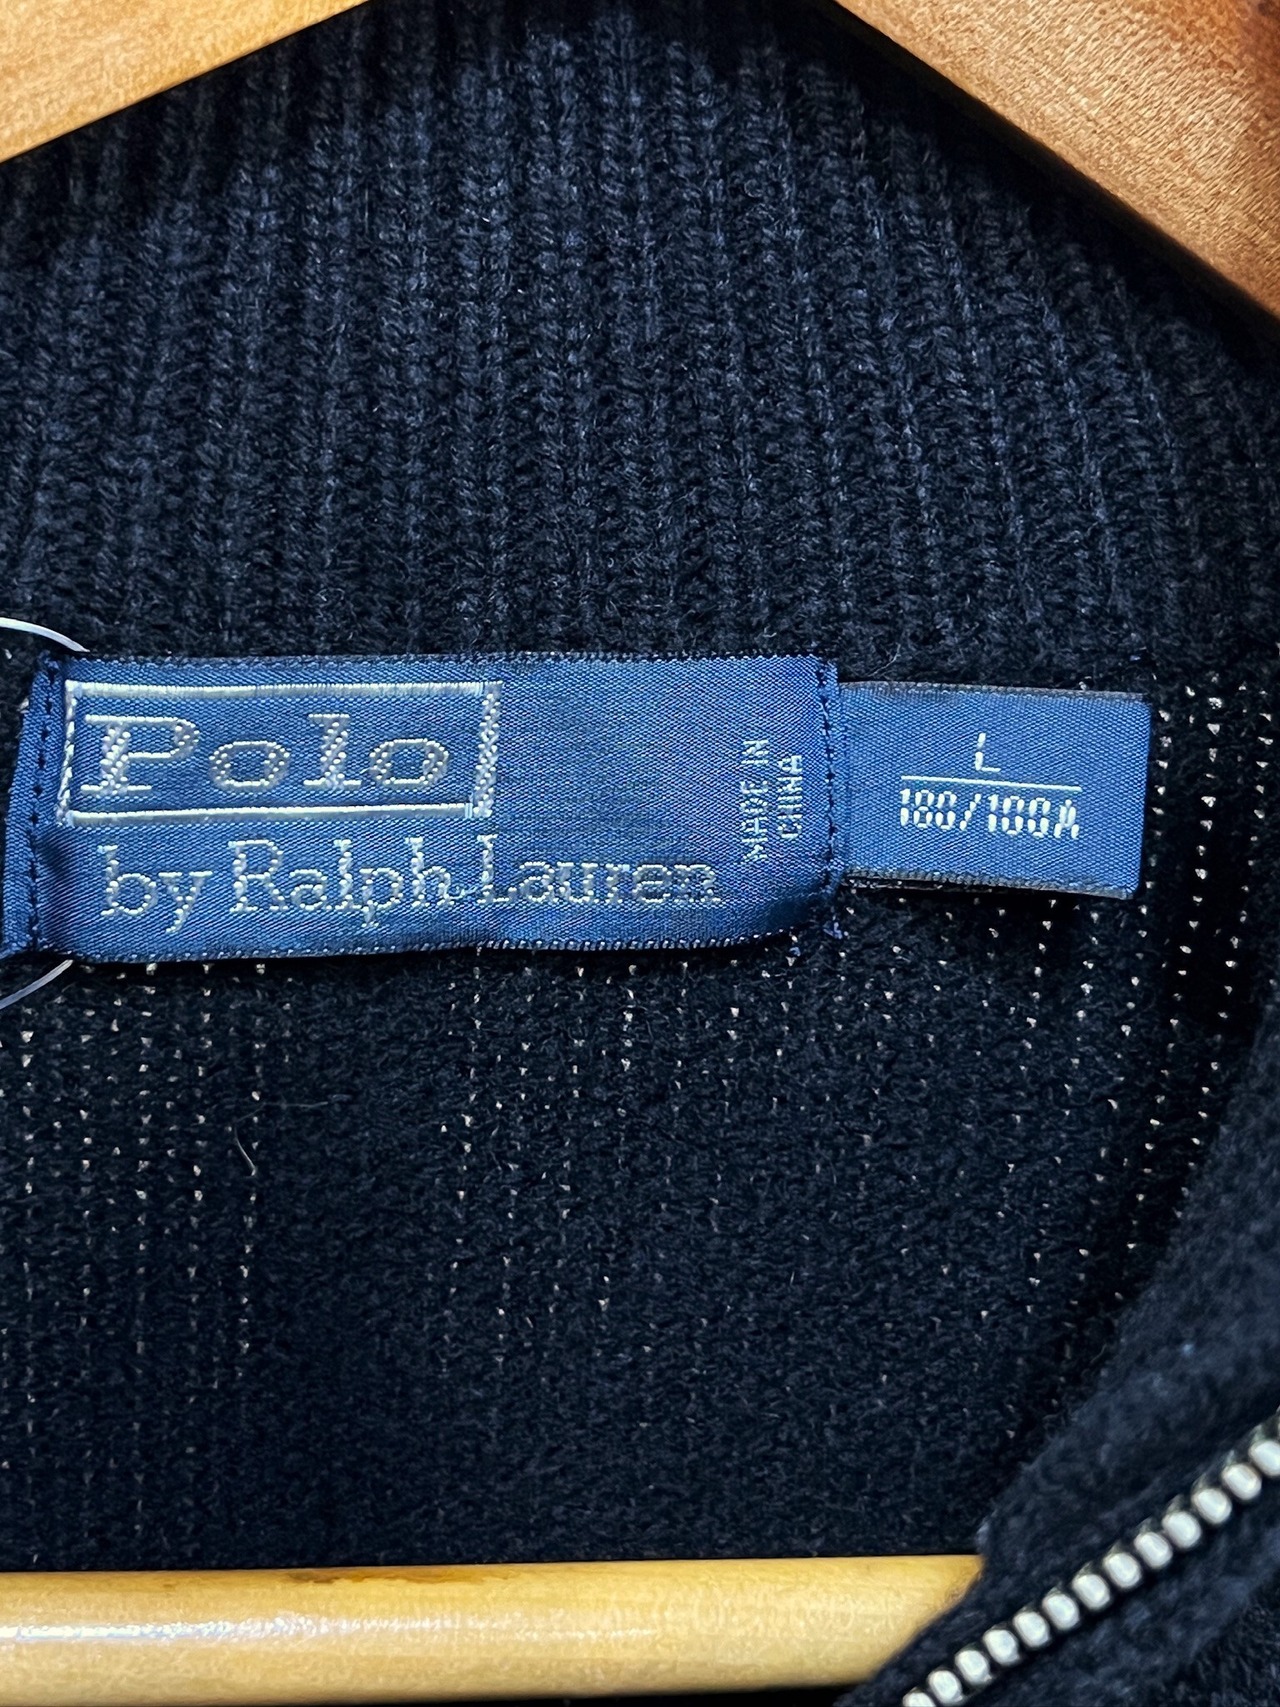 Polo
by Ralph Lauren
MADE IN
CHINA
L
180/100A